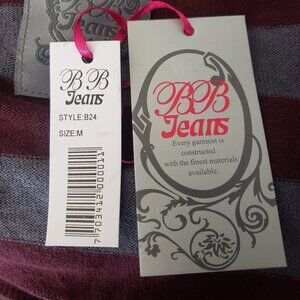 BB
Jeans
STYLE:B24
SIZE:M
BB
Jeans
Every garment is
constructed
with the finest materials
available.